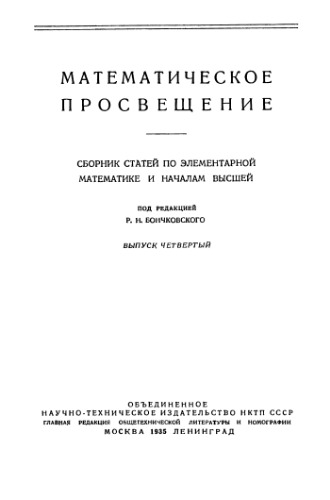 МАТЕМАТИЧЕСКОЕ
ПРОСВЕЩЕНИЕ
СБОРНИК СТАТЕЙ ПО ЭЛЕМЕНТАРНОЙ
МАТЕМАТИКЕ И НАЧАЛАМ ВЫСШЕЙ
ПОД РЕДАКЦИЕЙ
Р. Н. БОНЧКОВСКОГО
ВЫПУСК ЧЕТВЕРТЫЙ
ОБЪЕДИНЕННОЕ
НАУЧНО-ТЕХНИЧЕСКОЕ ИЗДАТЕЛЬСТВО НКТП СССР
ГЛАВНАЯ РЕДАКЦИЯ ОБЩЕТЕХНИЧЕСКОЙ ЛИТЕРАТУРЫ И НОМОГРАФИИ
МОСКВА 1935 ЛЕНИНГРАД